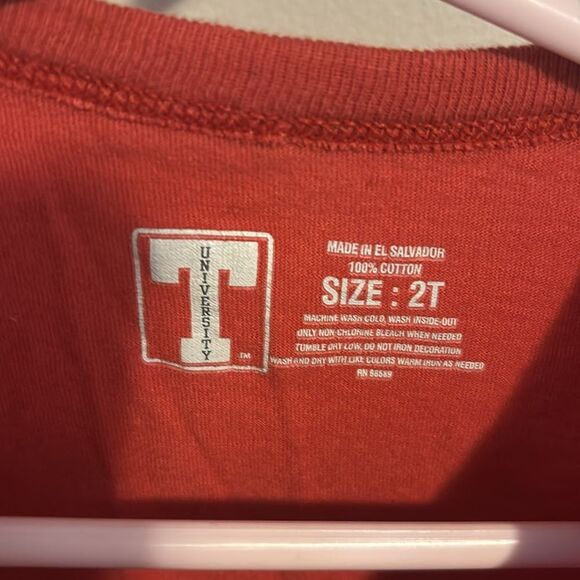 T
UNIVERSITY
TM
MADE IN EL SALVADOR
100% COTTON
SIZE : 2T
MACHINE WASH COLD, WASH INSIDE-OUT
ONLY NON-CHLORINE BLEACH WHEN NEEDED
TUMBLE DRY LOW, DO NOT IRON DECORATION
WASH AND DRY WITH LIKE COLORS WARM IRON AS NEEDED
RN 98589